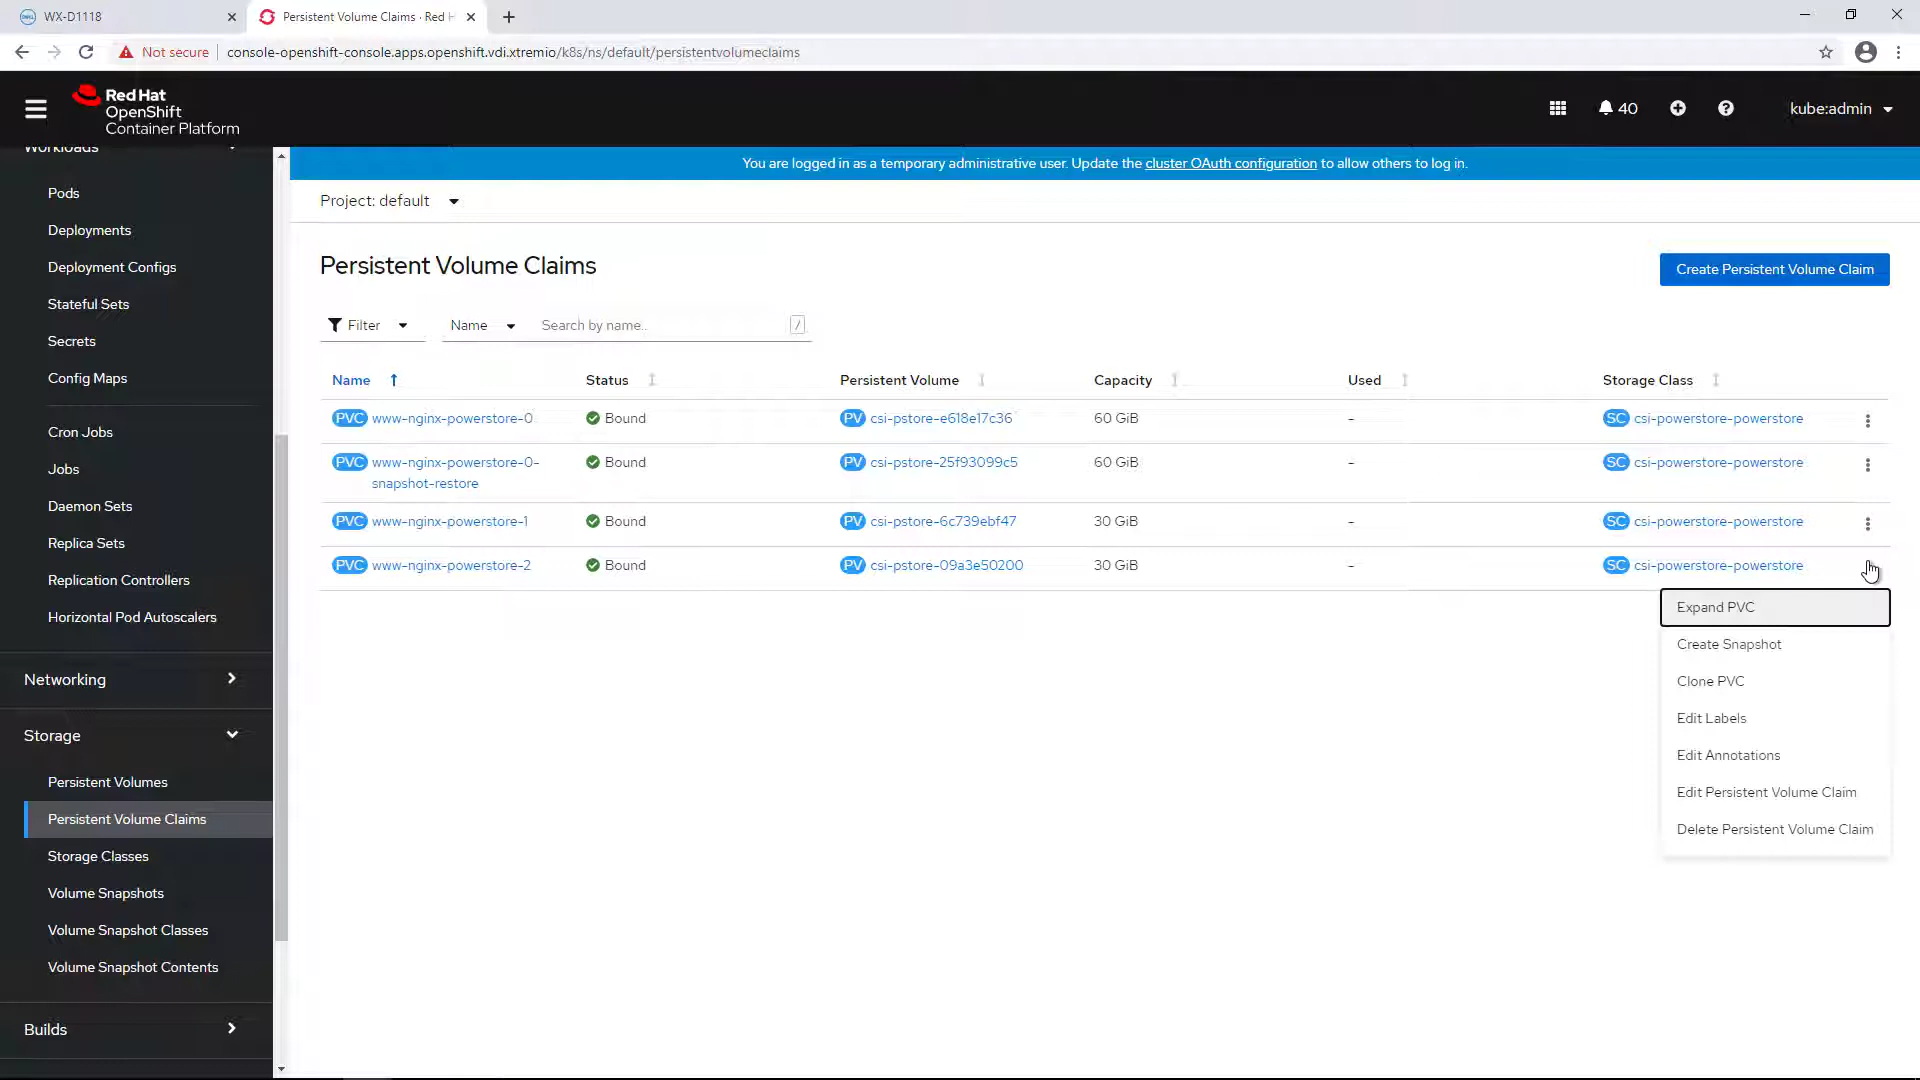 WX-D1118
Persistent Volume Claims · Red H
Not secure
console-openshift-console.apps.openshift.vdi.xtremio/k8s/ns/default/persistentvolumeclaims
Red Hat
OpenShift
Container Platform
40
kube:admin
You are logged in as a temporary administrative user. Update the cluster OAuth configuration to allow others to log in.
Workloads
Pods
Deployments
Deployment Configs
Stateful Sets
Secrets
Config Maps
Cron Jobs
Jobs
Daemon Sets
Replica Sets
Replication Controllers
Horizontal Pod Autoscalers
Networking
Storage
Persistent Volumes
Persistent Volume Claims
Storage Classes
Volume Snapshots
Volume Snapshot Classes
Volume Snapshot Contents
Builds
Project: default
Persistent Volume Claims
Create Persistent Volume Claim
Filter
Name
Search by name...
/
Name Status Persistent Volume Capacity Used Storage Class
PVC www-nginx-powerstore-0 Bound PV csi-pstore-e618e17c36 60 GiB - SC csi-powerstore-powerstore
PVC www-nginx-powerstore-0- Bound PV csi-pstore-25f93099c5 60 GiB - SC csi-powerstore-powerstore
snapshot-restore
PVC www-nginx-powerstore-1 Bound PV csi-pstore-6c739ebf47 30 GiB - SC csi-powerstore-powerstore
PVC www-nginx-powerstore-2 Bound PV csi-pstore-09a3e50200 30 GiB - SC csi-powerstore-powerstore
Expand PVC
Create Snapshot
Clone PVC
Edit Labels
Edit Annotations
Edit Persistent Volume Claim
Delete Persistent Volume Claim